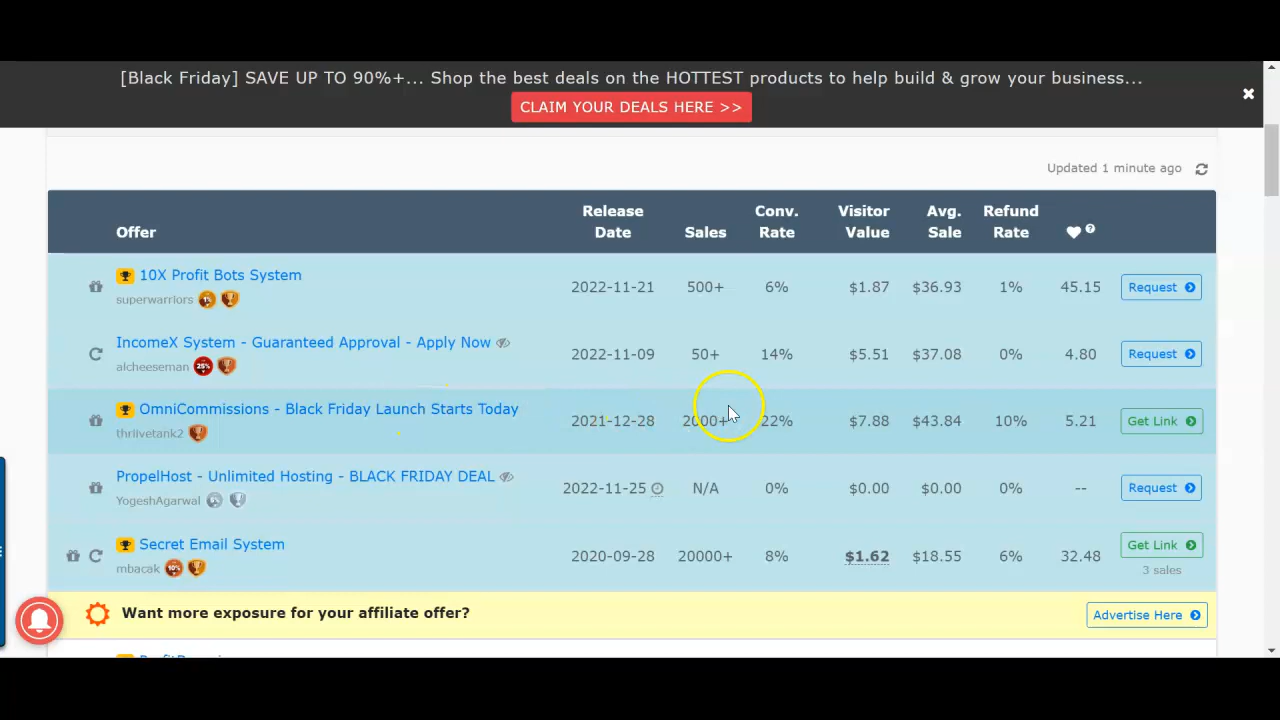 [Black Friday] SAVE UP TO 90%+... Shop the best deals on the HOTTEST products to help build & grow your business...
CLAIM YOUR DEALS HERE >>
Updated 1 minute ago
Offer Release Date Sales Conv. Rate Visitor Value Avg. Sale Refund Rate
10X Profit Bots System
superwarriors
2022-11-21 500+ 6% $1.87 $36.93 1% 45.15 Request
IncomeX System - Guaranteed Approval - Apply Now
alcheeseman 25%
2022-11-09 50+ 14% $5.51 $37.08 0% 4.80 Request
OmniCommissions - Black Friday Launch Starts Today
thriivetank2
2021-12-28 2000+ 22% $7.88 $43.84 10% 5.21 Get Link
PropelHost - Unlimited Hosting - BLACK FRIDAY DEAL
YogeshAgarwal
2022-11-25 N/A 0% $0.00 $0.00 0% -- Request
Secret Email System
mbacak 10%
2020-09-28 20000+ 8% $1.62 $18.55 6% 32.48 Get Link
3 sales
Want more exposure for your affiliate offer? Advertise Here